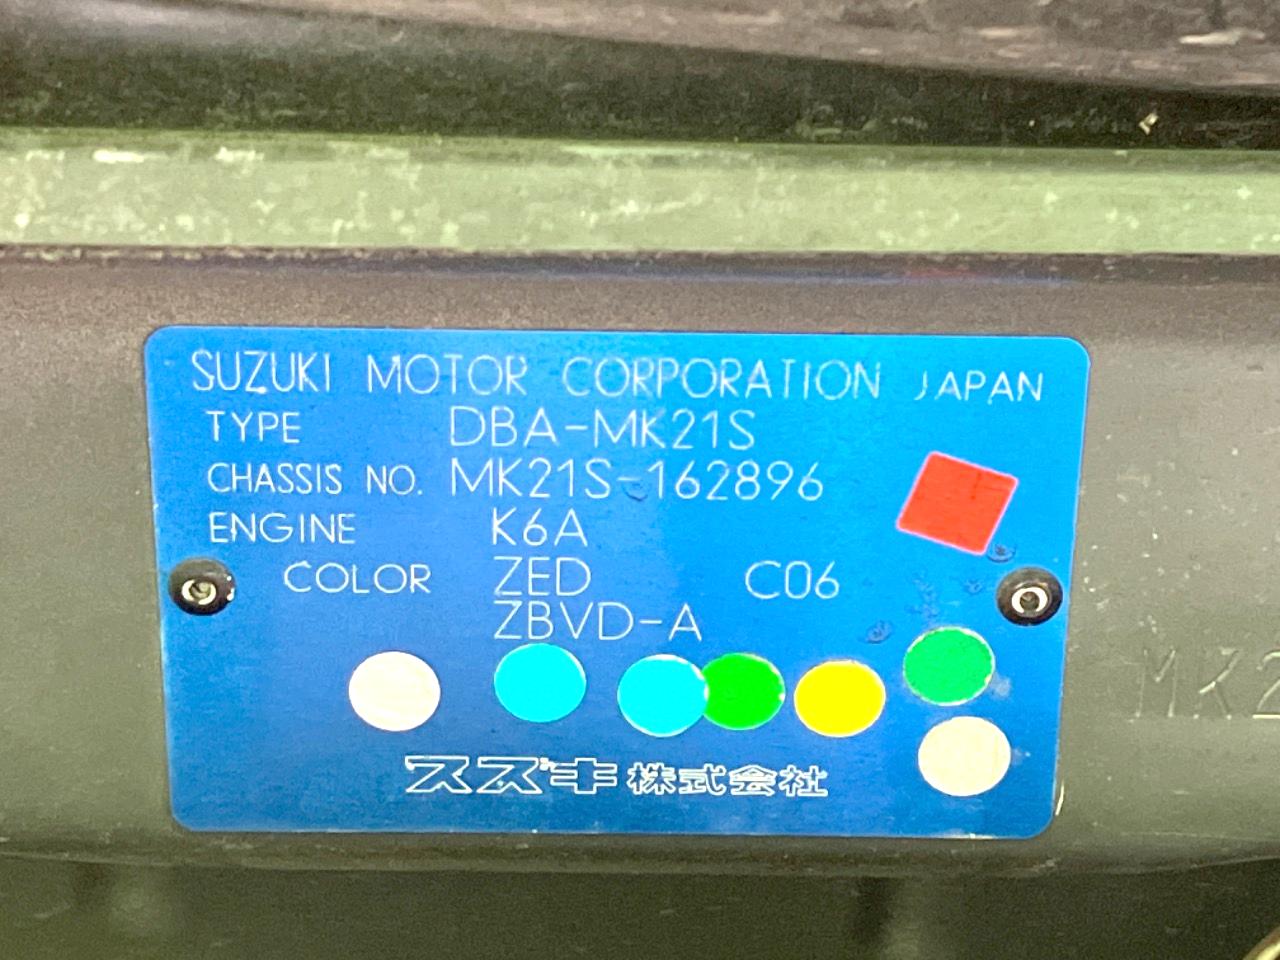 SUZUKI MOTOR CORPORATION JAPAN
TYPE DBA-MK21S
CHASSIS NO. MK21S-162896
ENGINE K6A
COLOR ZED C06
ZBVD-A
スズキ株式会社
MK2